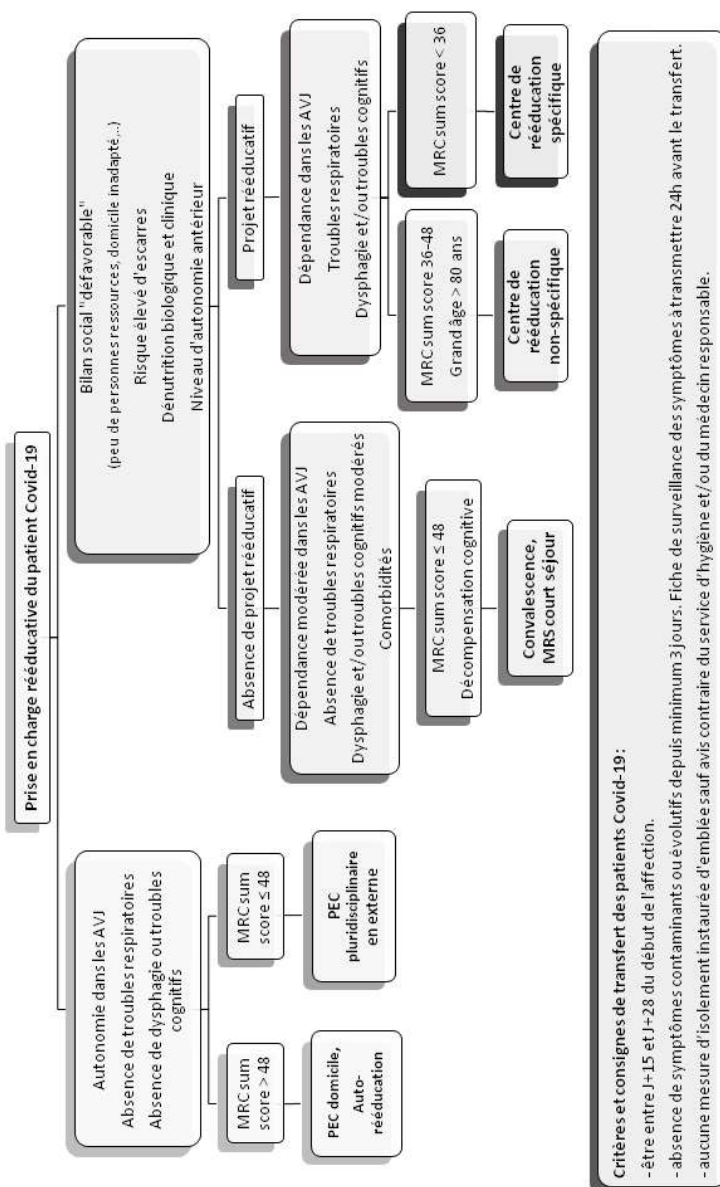 Prise en charge rééducative du patient Covid-19
Autonomie dans les AVJ
Absence de troubles respiratoires
Absence de dysphagie ou troubles
cognitifs
MRC sum
score > 48
PEC domicile,
Auto-
rééducation
MRC sum
score ≤ 48
PEC
pluridisciplinaire
en externe
Bilan social "défavorable"
(peu de personnes ressources, domicile inadapté,...)
Risque élevé d'escarres
Dénutrition biologique et clinique
Niveau d'autonomie antérieur
Absence de projet rééducatif
Dépendance modérée dans les AVJ
Absence de troubles respiratoires
Dysphagie et/ou troubles cognitifs modérés
Comorbidités
MRC sum score ≤ 48
Décompensation cognitive
Convalescence,
MRS court séjour
Projet rééducatif
Dépendance dans les AVJ
Troubles respiratoires
Dysphagie et/ou troubles cognitifs
MRC sum score 36-48
Grand âge > 80 ans
Centre de
rééducation
non-spécifique
MRC sum score < 36
Centre de
rééducation
spécifique
Critères et consignes de transfert des patients Covid-19 :
- être entre J+15 et J+28 du début de l'affection.
- absence de symptômes contaminants ou évolutifs depuis minimum 3 jours. Fiche de surveillance des symptômes à transmettre 24h avant le transfert.
- aucune mesure d'isolement instaurée d'emblée sauf avis contraire du service d'hygiène et/ou du médecin responsable.